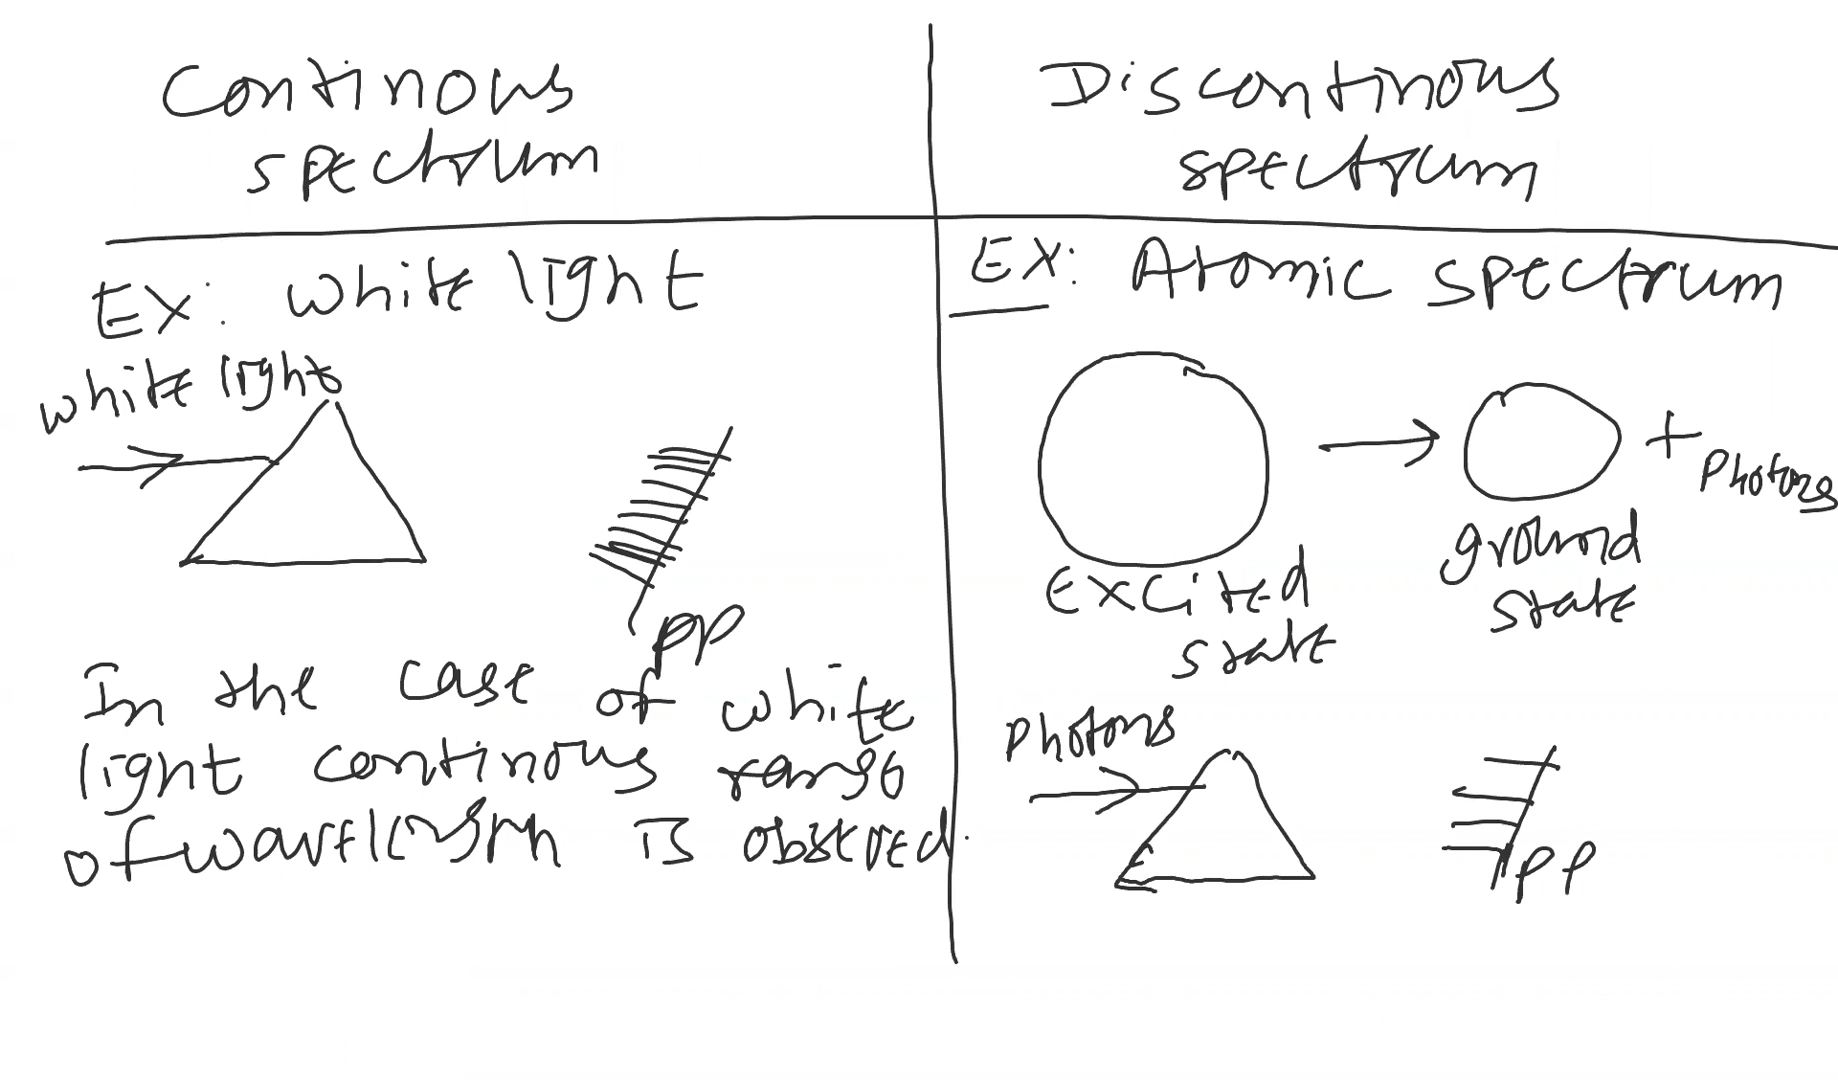 Continous
spectrum
Ex: white light
white light
PP
In the case of white
light continous range
of wavelength is observed.
Discontinous
spectrum
Ex: Atomic spectrum
Excited
state
ground
state
+
Photons
Photons
PP